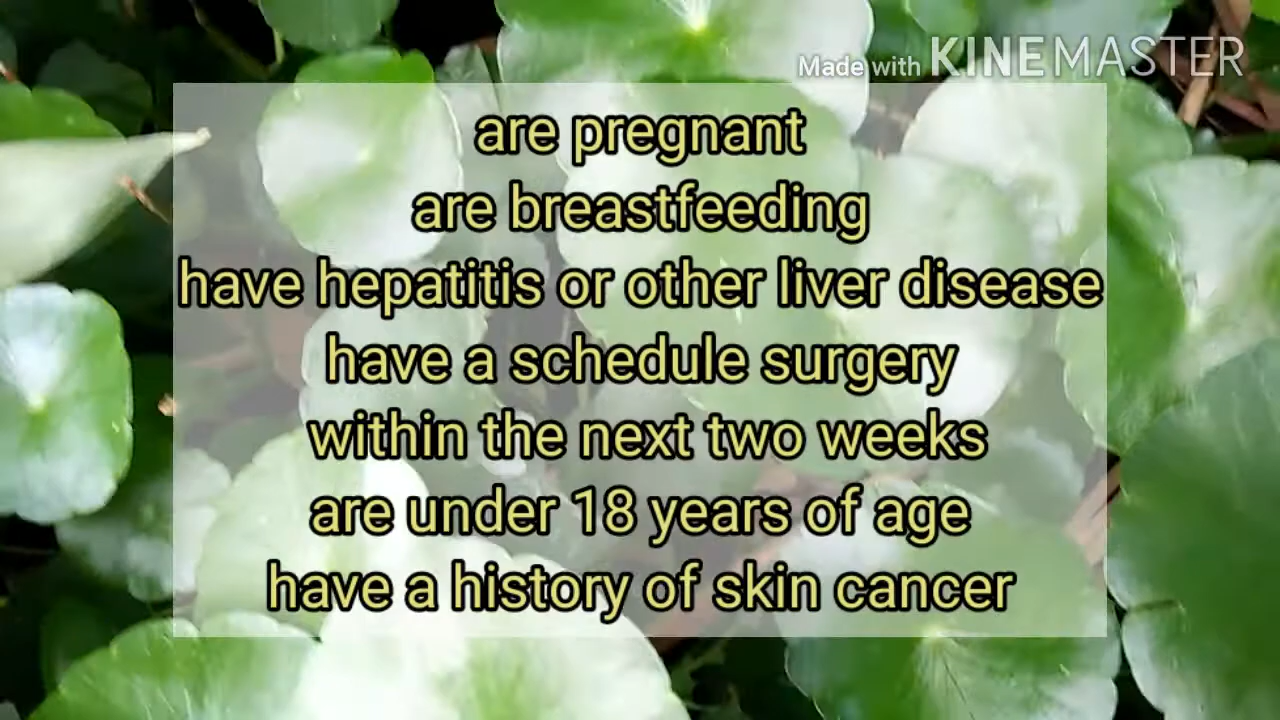 Made with KINEMASTER
are pregnant
are breastfeeding
have hepatitis or other liver disease
have a schedule surgery
within the next two weeks
are under 18 years of age
have a history of skin cancer